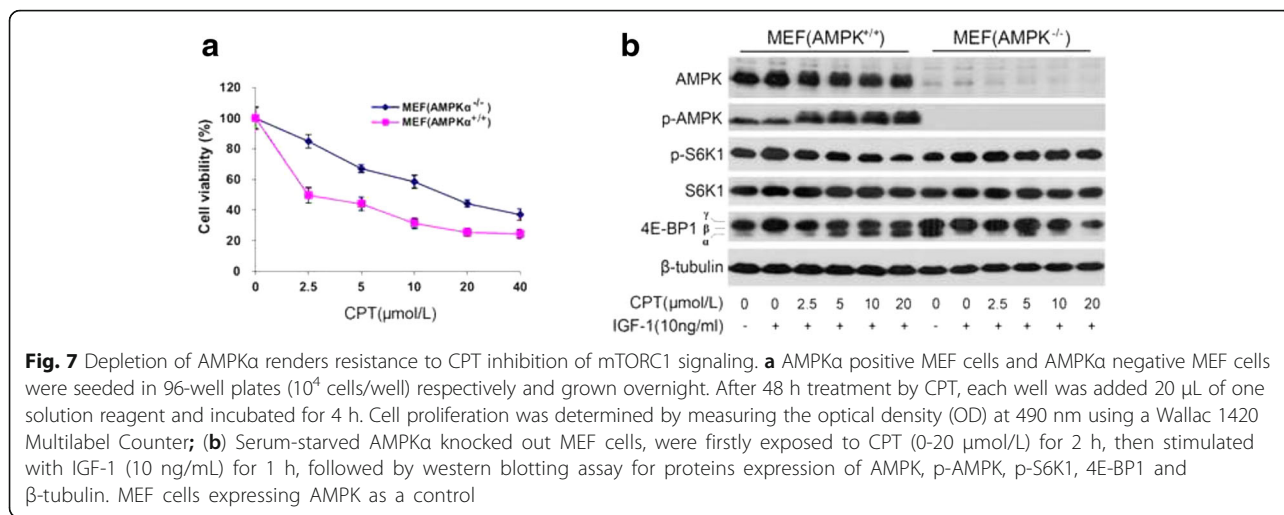 a
Cell viability (%)
120
100
80
60
40
20
0
MEF(AMPKα-/-)
MEF(AMPKα+/+)
0 2.5 5 10 20 40
CPT(µmol/L)
b
MEF(AMPK+/+) MEF(AMPK-/-)
AMPK
p-AMPK
p-S6K1
S6K1
4E-BP1 γ β α
β-tubulin
CPT(µmol/L) 0 0 2.5 5 10 20 0 0 2.5 5 10 20
IGF-1(10ng/ml) - + + + + + - + + + + +
Fig. 7 Depletion of AMPKα renders resistance to CPT inhibition of mTORC1 signaling. a AMPKα positive MEF cells and AMPKα negative MEF cells
were seeded in 96-well plates (10⁴ cells/well) respectively and grown overnight. After 48 h treatment by CPT, each well was added 20 µL of one
solution reagent and incubated for 4 h. Cell proliferation was determined by measuring the optical density (OD) at 490 nm using a Wallac 1420
Multilabel Counter; (b) Serum-starved AMPKα knocked out MEF cells, were firstly exposed to CPT (0-20 µmol/L) for 2 h, then stimulated
with IGF-1 (10 ng/mL) for 1 h, followed by western blotting assay for proteins expression of AMPK, p-AMPK, p-S6K1, 4E-BP1 and
β-tubulin. MEF cells expressing AMPK as a control